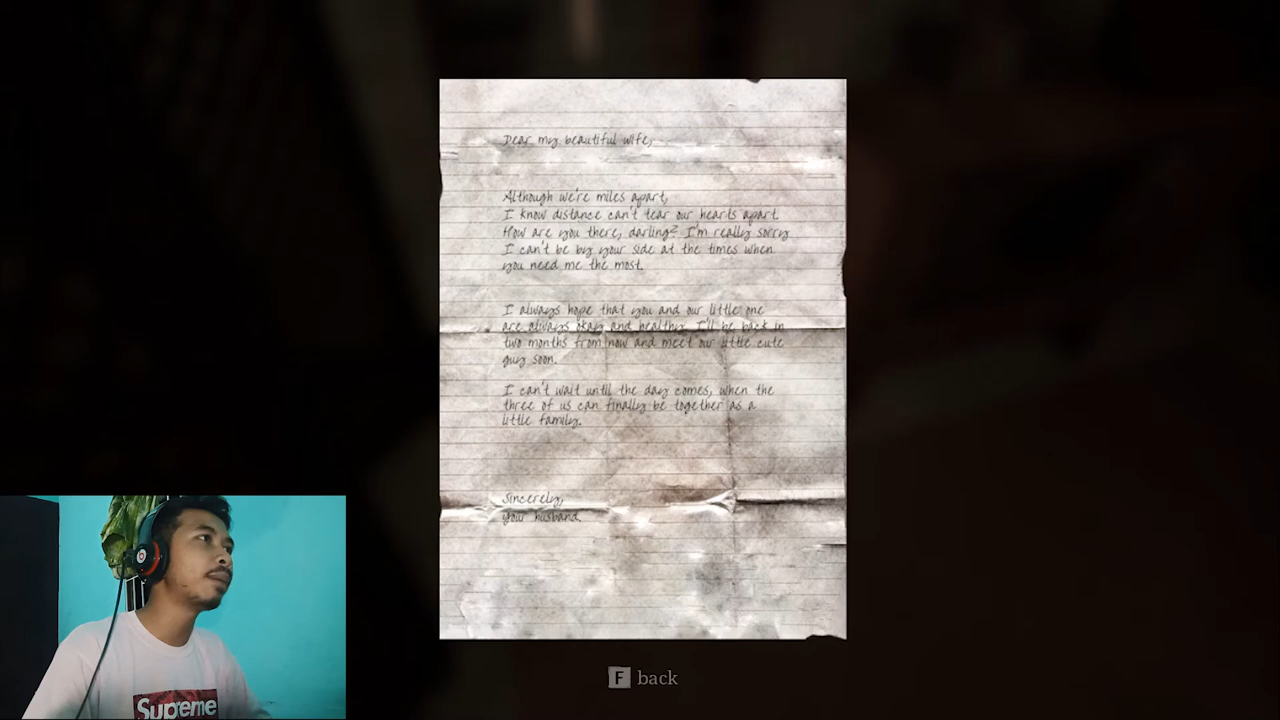 Dear my beautiful wife,
Although we're miles apart,
I know distance can't tear our hearts apart.
How are you there, darling? I'm really sorry
I can't be by your side at the times when
you need me the most.
I always hope that you and our little one
are always okay and healthy. I'll be back in
two months from now and meet our little cute
guy soon.
I can't wait until the day comes, when the
three of us can finally be together as a
little family.
Sincerely,
your husband.
F back
Supreme